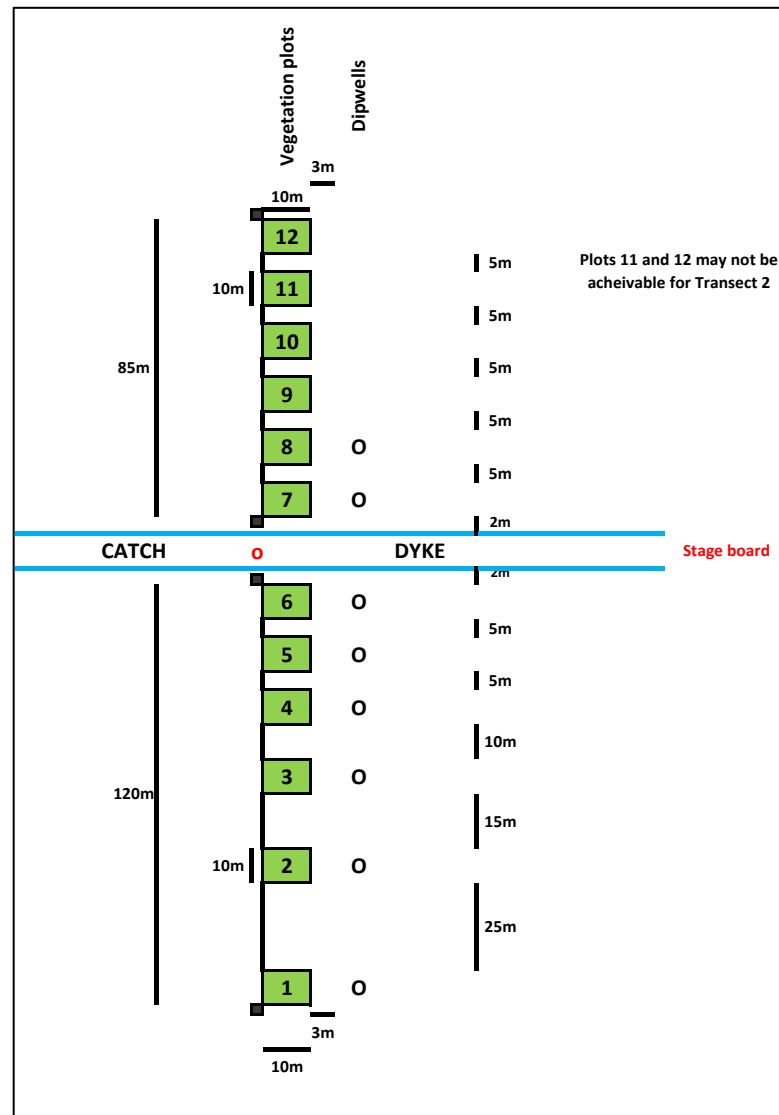 Vegetation plots
Dipwells
3m
10m
12
5m
Plots 11 and 12 may not be
acheivable for Transect 2
10m
11
5m
10
85m
5m
9
5m
8
O
5m
7
O
2m
CATCH
o
DYKE
Stage board
2m
6
O
5m
5
O
5m
4
O
10m
3
O
120m
15m
10m
2
O
25m
1
O
3m
10m